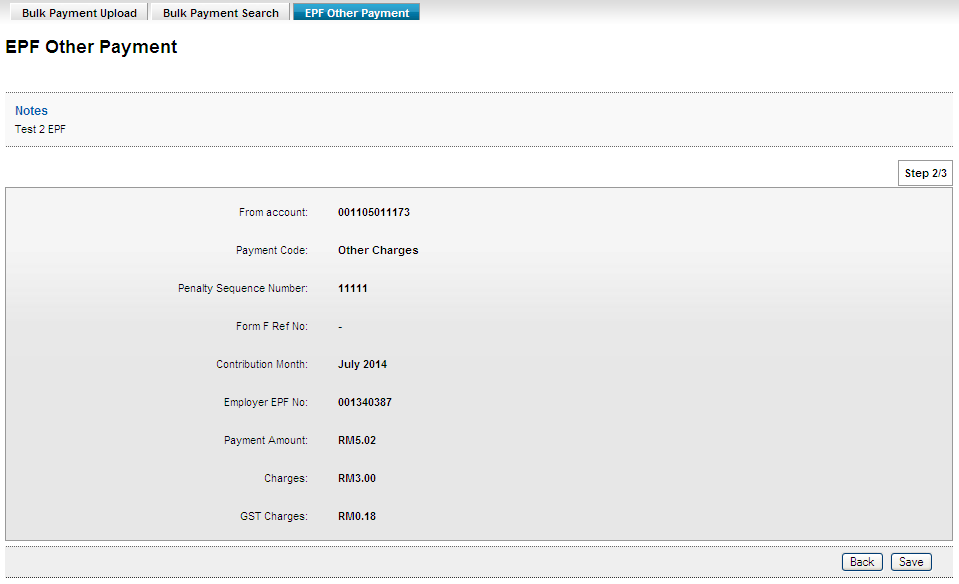 Bulk Payment Upload Bulk Payment Search EPF Other Payment
EPF Other Payment
Notes
Test 2 EPF
Step 2/3
From account: 001105011173
Payment Code: Other Charges
Penalty Sequence Number: 11111
Form F Ref No: -
Contribution Month: July 2014
Employer EPF No: 001340387
Payment Amount: RM5.02
Charges: RM3.00
GST Charges: RM0.18
Back Save